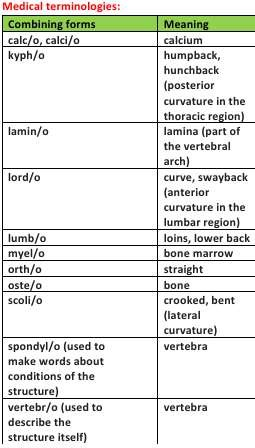 Medical terminologies:
Combining forms Meaning
calc/o, calci/o calcium
kyph/o humpback,
hunchback
(posterior
curvature in the
thoracic region)
lamin/o lamina (part of
the vertebral
arch)
lord/o curve, swayback
(anterior
curvature in the
lumbar region)
lumb/o loins, lower back
myel/o bone marrow
orth/o straight
oste/o bone
scoli/o crooked, bent
(lateral
curvature)
spondyl/o (used to vertebra
make words about
conditions of the
structure)
vertebr/o (used to vertebra
describe the
structure itself)